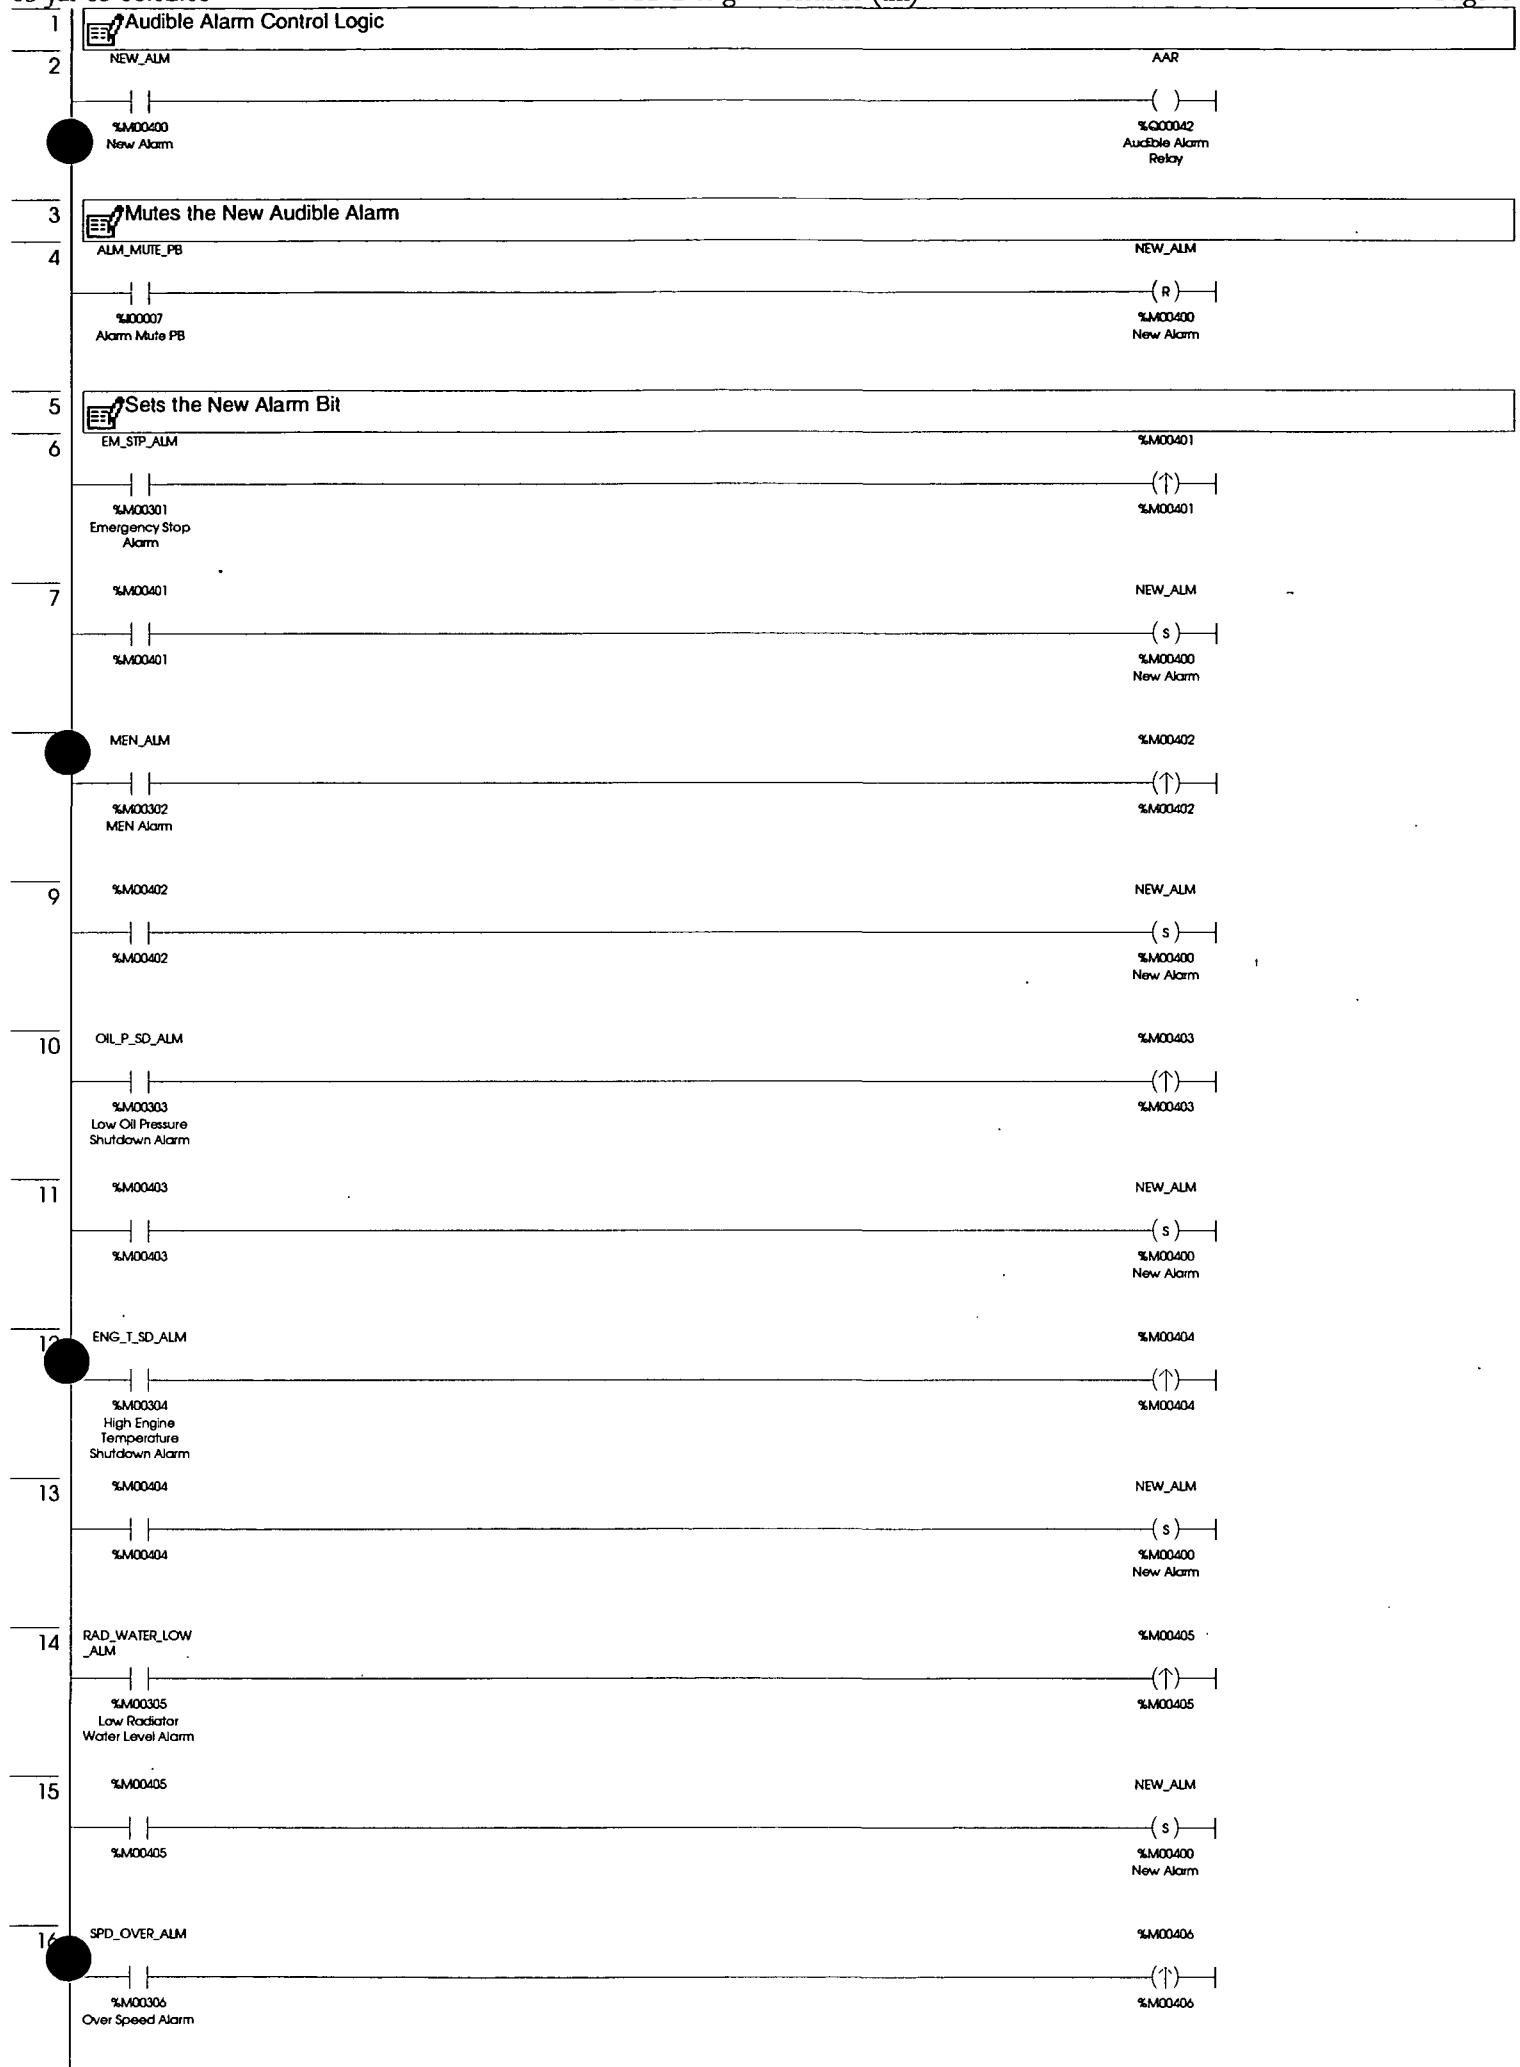 1
Audible Alarm Control Logic
2
NEW_ALM AAR
%M00400 %Q00042
New Alarm Audible Alarm
Relay
3
Mutes the New Audible Alarm
4
ALM_MUTE_PB NEW_ALM
R
%I00007 %M00400
Alarm Mute PB New Alarm
5
Sets the New Alarm Bit
6
EM_STP_ALM %M00401
%M00301 %M00401
Emergency Stop
Alarm
7
%M00401 NEW_ALM
S
%M00401 %M00400
New Alarm
MEN_ALM %M00402
%M00302 %M00402
MEN Alarm
9
%M00402 NEW_ALM
S
%M00402 %M00400
New Alarm
10
OIL_P_SD_ALM %M00403
%M00303 %M00403
Low Oil Pressure
Shutdown Alarm
11
%M00403 NEW_ALM
S
%M00403 %M00400
New Alarm
12
ENG_T_SD_ALM %M00404
%M00304 %M00404
High Engine
Temperature
Shutdown Alarm
13
%M00404 NEW_ALM
S
%M00404 %M00400
New Alarm
14
RAD_WATER_LOW %M00405
_ALM
%M00305 %M00405
Low Radiator
Water Level Alarm
15
%M00405 NEW_ALM
S
%M00405 %M00400
New Alarm
16
SPD_OVER_ALM %M00406
%M00306 %M00406
Over Speed Alarm